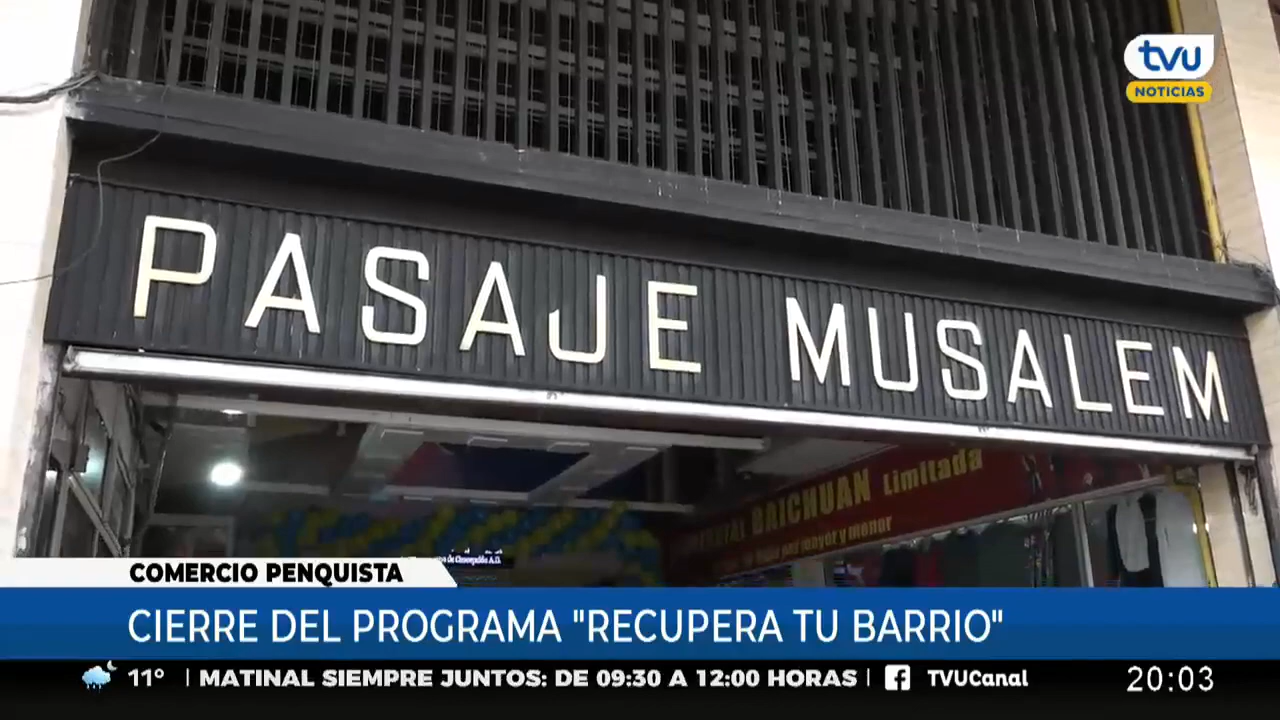 tvu
NOTICIAS
PASAJE MUSALEM
BAICHUAN Limitada
por mayor y menor
COMERCIO PENQUISTA
CIERRE DEL PROGRAMA "RECUPERA TU BARRIO"
11° | MATINAL SIEMPRE JUNTOS: DE 09:30 A 12:00 HORAS | TVUCanal
20:03